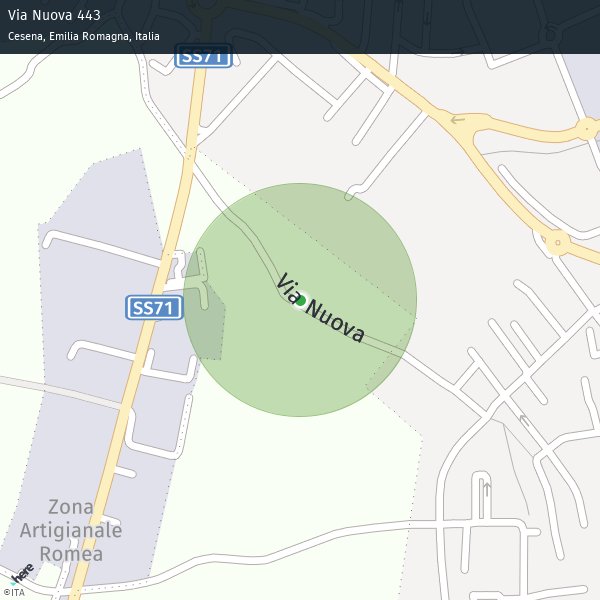 Via Nuova 443
Cesena, Emilia Romagna, Italia
SS71
Via Nuova
SS71
Zona
Artigianale
Romea
here
©ITA